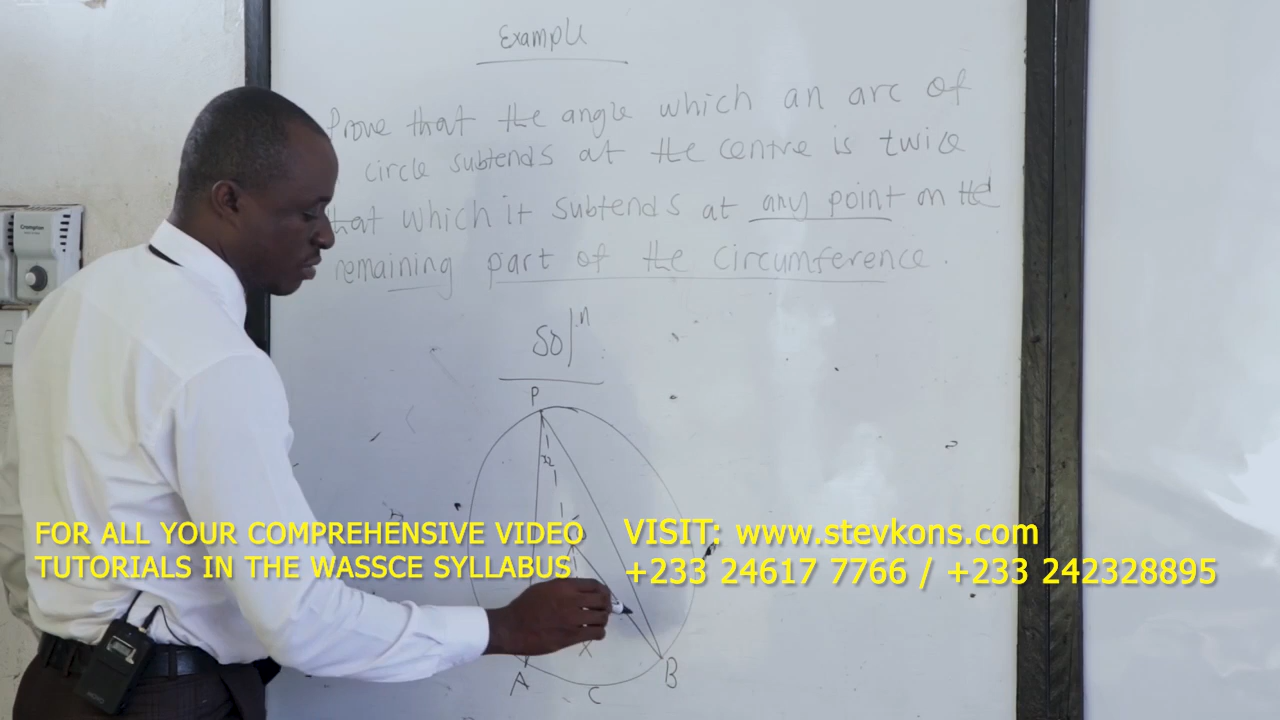 Example
Prove that the angle which an arc of
circle subtends at the centre is twice
that which it subtends at any point on the
remaining part of the circumference.
Sol.n
P
FOR ALL YOUR COMPREHENSIVE VIDEO
TUTORIALS IN THE WASSCE SYLLABUS
VISIT: www.stevkons.com
+233 24617 7766 / +233 242328895
X
A
C
B
Crompton